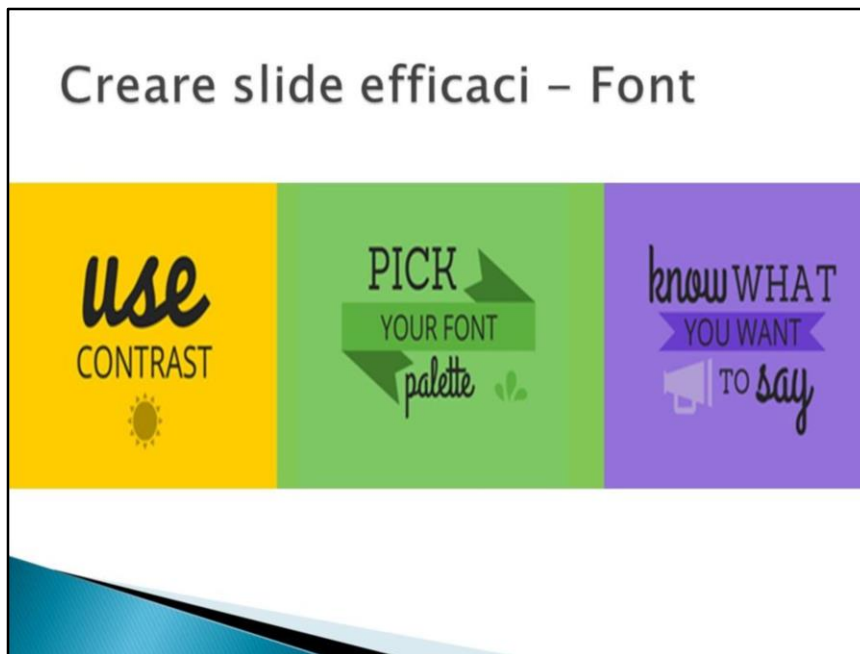 Creare slide efficaci – Font
use
CONTRAST
PICK
YOUR FONT
palette
know WHAT
YOU WANT
TO say